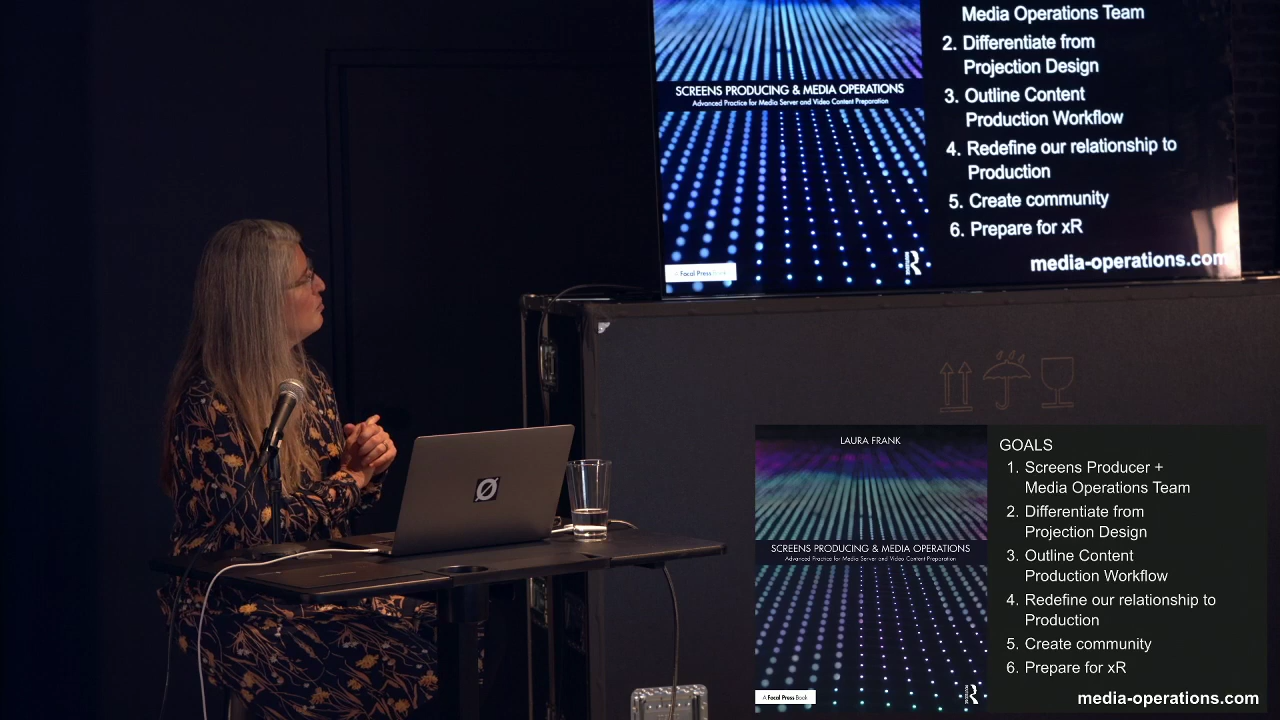 Media Operations Team
2. Differentiate from
Projection Design
3. Outline Content
Production Workflow
4. Redefine our relationship to
Production
5. Create community
6. Prepare for xR
media-operations.com
SCREENS PRODUCING & MEDIA OPERATIONS
Advanced Practice for Media Server and Video Content Preparation
A Focal Press Book
R
LAURA FRANK
SCREENS PRODUCING & MEDIA OPERATIONS
Advanced Practice for Media Server and Video Content Preparation
A Focal Press Book
R
GOALS
1. Screens Producer +
Media Operations Team
2. Differentiate from
Projection Design
3. Outline Content
Production Workflow
4. Redefine our relationship to
Production
5. Create community
6. Prepare for xR
media-operations.com